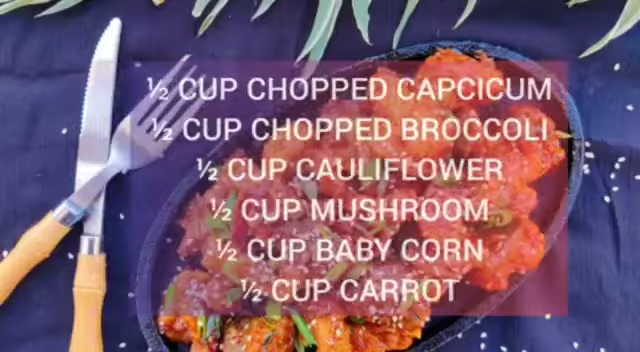 ½ CUP CHOPPED CAPCICUM
½ CUP CHOPPED BROCCOLI
½ CUP CAULIFLOWER
½ CUP MUSHROOM
½ CUP BABY CORN
½ CUP CARROT